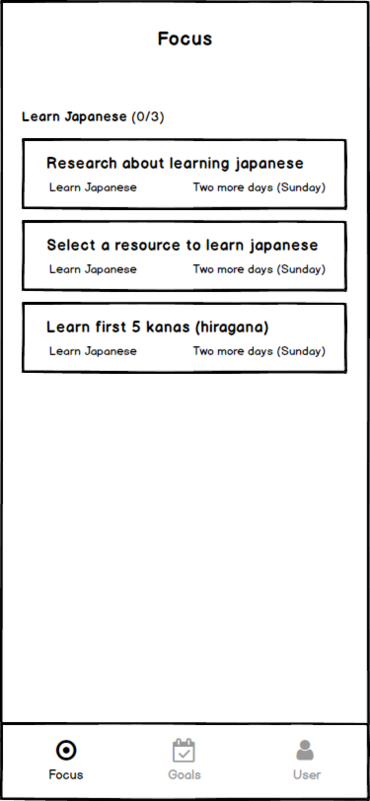 Focus
Learn Japanese (0/3)
Research about learning japanese
Learn Japanese Two more days (Sunday)
Select a resource to learn japanese
Learn Japanese Two more days (Sunday)
Learn first 5 kanas (hiragana)
Learn Japanese Two more days (Sunday)
Focus Goals User